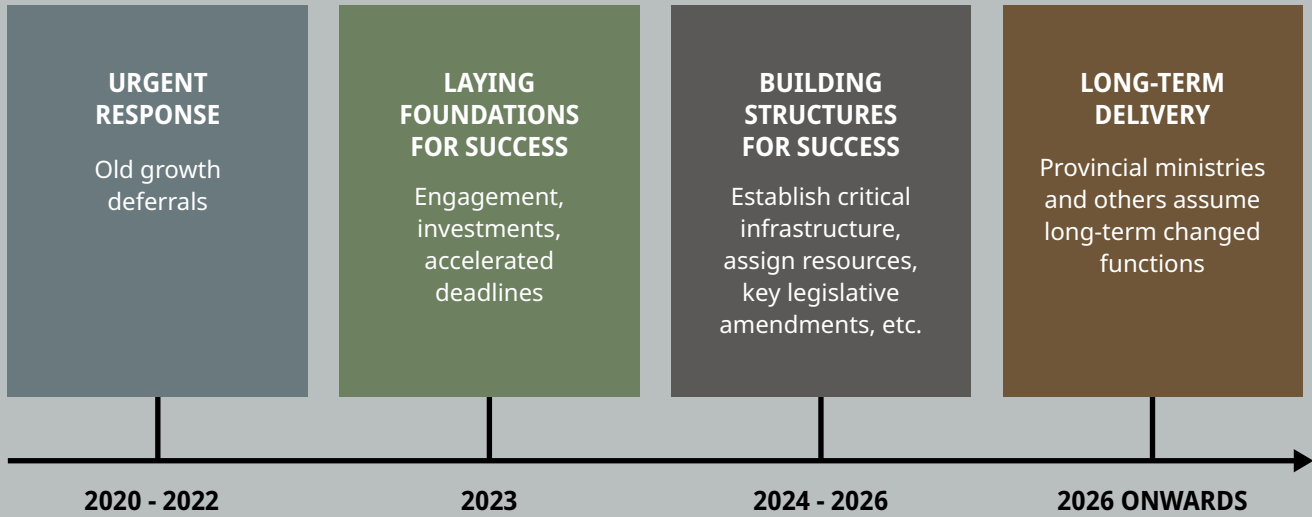 URGENT
RESPONSE
Old growth
deferrals
LAYING
FOUNDATIONS
FOR SUCCESS
Engagement,
investments,
accelerated
deadlines
BUILDING
STRUCTURES
FOR SUCCESS
Establish critical
infrastructure,
assign resources,
key legislative
amendments, etc.
LONG-TERM
DELIVERY
Provincial ministries
and others assume
long-term changed
functions
2020 - 2022
2023
2024 - 2026
2026 ONWARDS